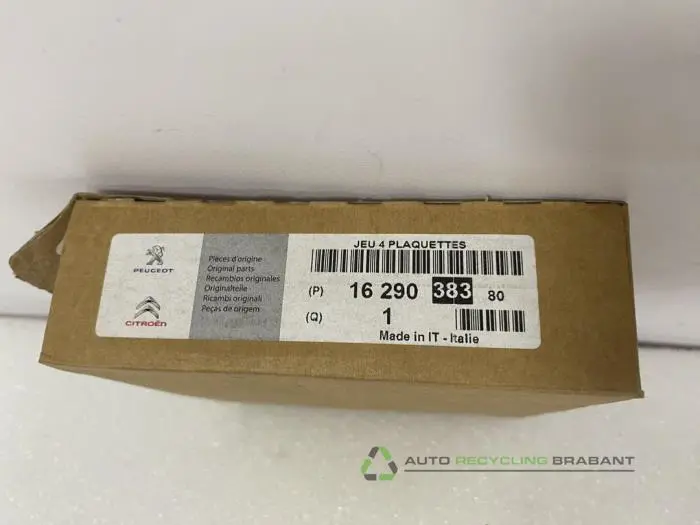 JEU 4 PLAQUETTES
PEUGEOT
CITROËN
Pièces d'origine
Original parts
Recambios originales
Originalteile
Ricambi originali
Peças de origem
(P) 16 290 383 80
(Q) 1
Made in IT - Italie
AUTO RECYCLING BRABANT